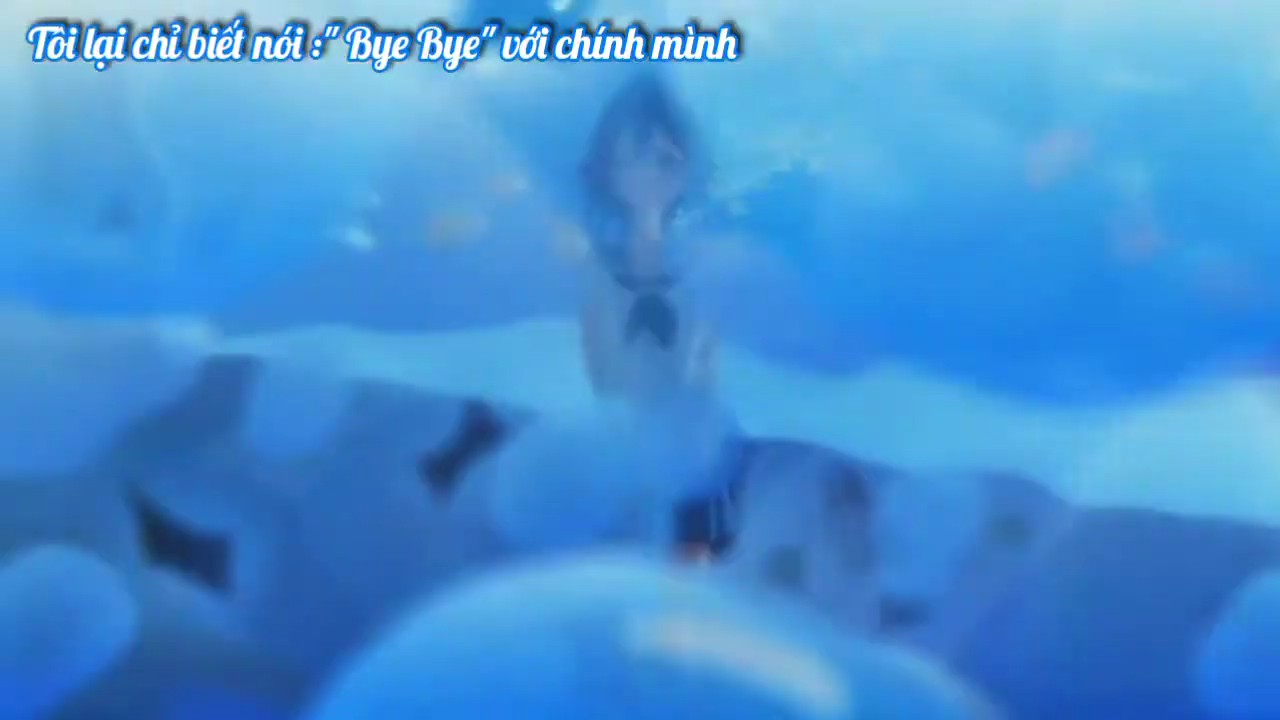 Tôi lại chỉ biết nói :" Bye Bye" với chính mình